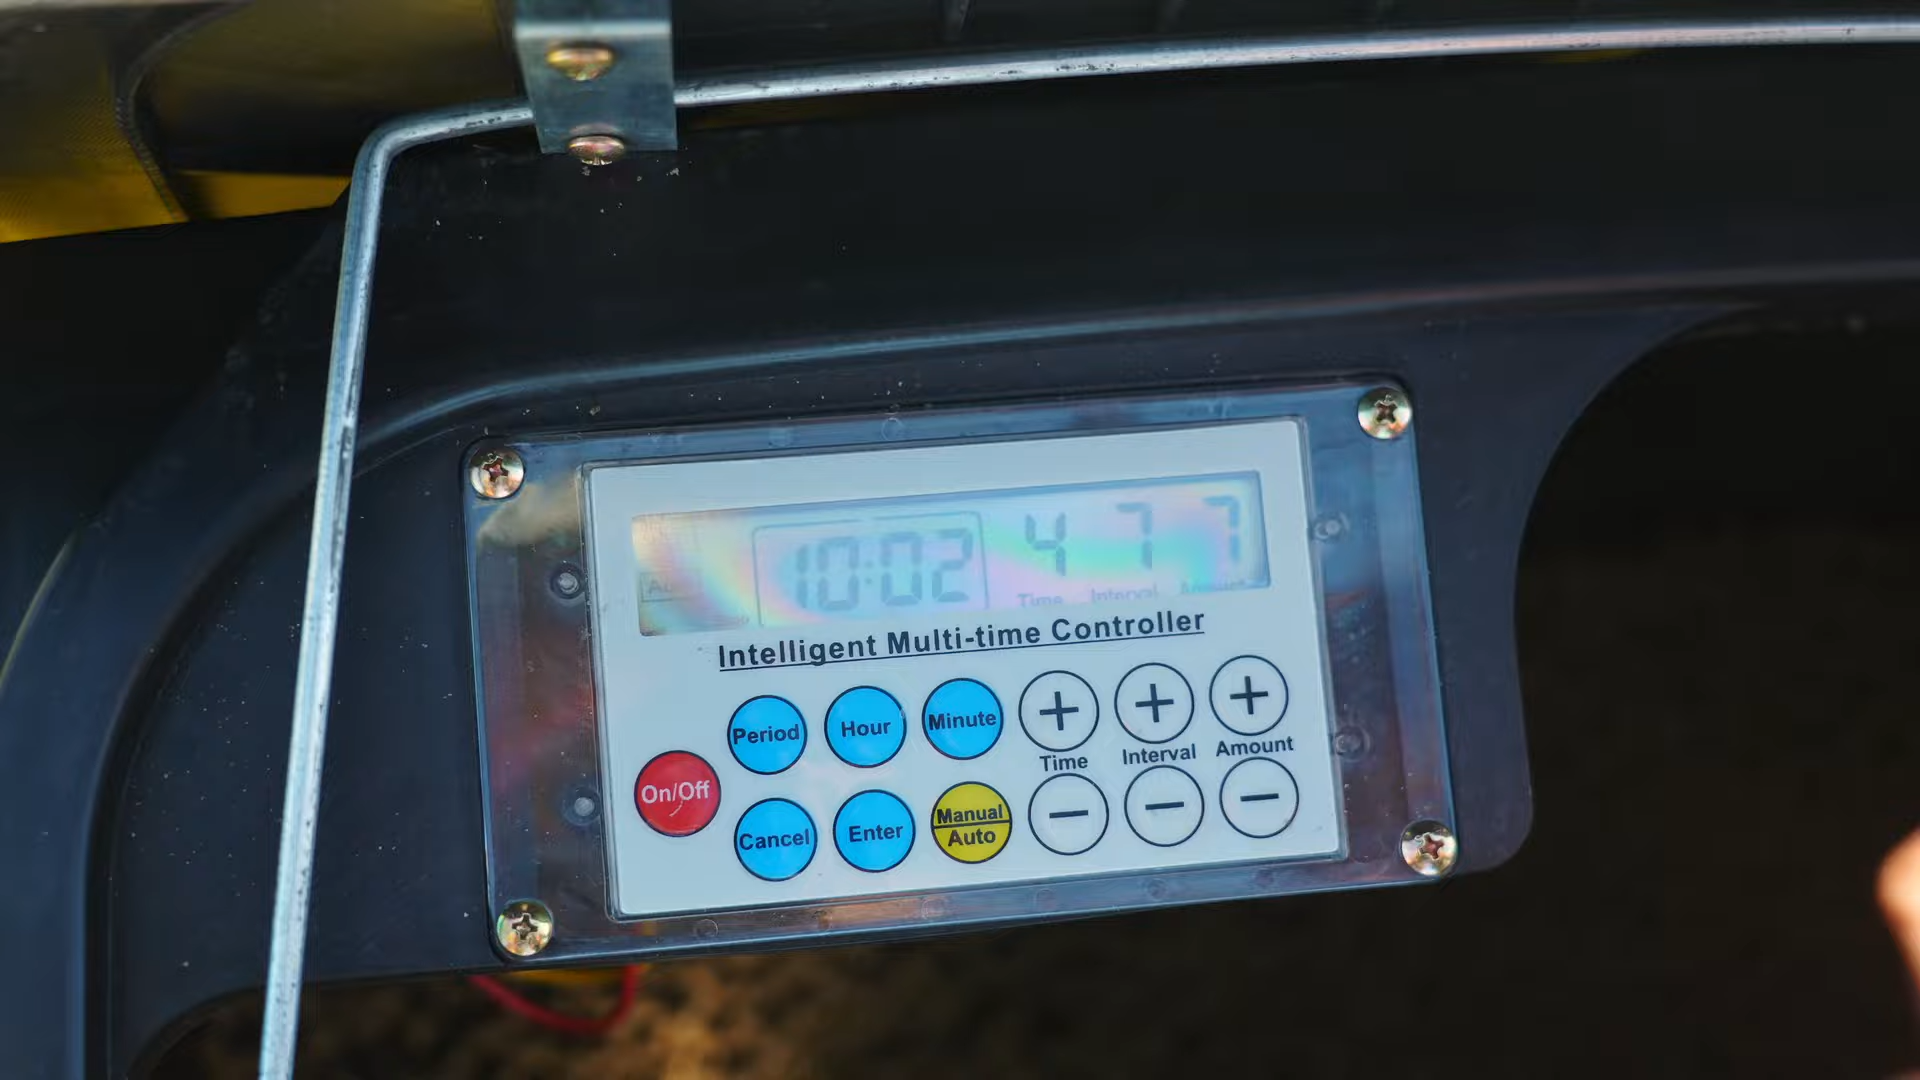 10:02 4 7 7
Time Interval Amount
Intelligent Multi-time Controller
Period Hour Minute + + +
On/Off
Time Interval Amount
Cancel Enter Manual
Auto
− − −